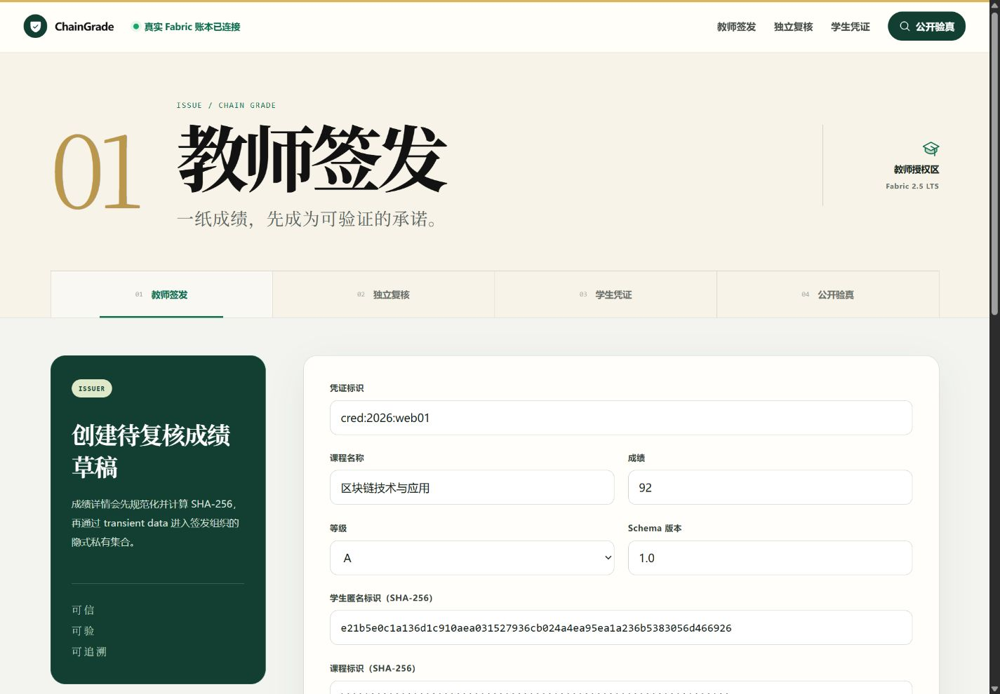 ChainGrade
真实 Fabric 账本已连接
教师签发
独立复核
学生凭证
公开验真
ISSUE / CHAIN GRADE
01
教师签发
一纸成绩，先成为可验证的承诺。
教师授权区
Fabric 2.5 LTS
01 教师签发
02 独立复核
03 学生凭证
04 公开验真
ISSUER
创建待复核成绩
草稿
成绩详情会先规范化并计算 SHA-256，
再通过 transient data 进入签发组织的
隐式私有集合。
可信
可验
可追溯
凭证标识
cred:2026:web01
课程名称
区块链技术与应用
成绩
92
等级
A
Schema 版本
1.0
学生匿名标识（SHA-256）
e21b5e0c1a136d1c910aea031527936cb024a4ea95ea1a236b5383056d466926
课程标识（SHA-256）